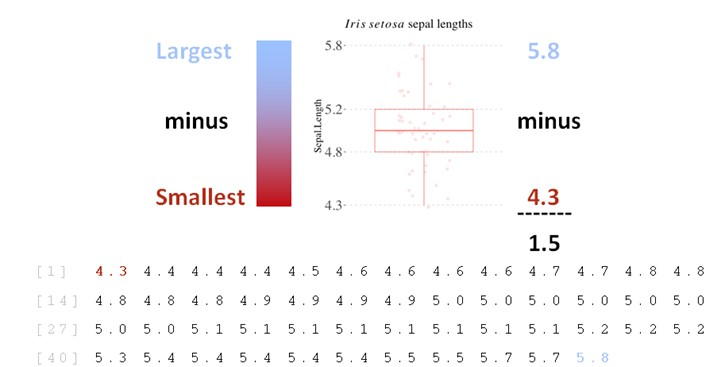 Iris setosa sepal lengths
Largest
minus
Smallest
Sepal.Length
5.8
5.2
4.8
4.3
5.8
minus
4.3
-------
1.5
[1] 4.3 4.4 4.4 4.4 4.5 4.6 4.6 4.6 4.6 4.7 4.7 4.8 4.8
[14] 4.8 4.8 4.8 4.9 4.9 4.9 4.9 5.0 5.0 5.0 5.0 5.0 5.0
[27] 5.0 5.0 5.1 5.1 5.1 5.1 5.1 5.1 5.1 5.1 5.2 5.2 5.2
[40] 5.3 5.4 5.4 5.4 5.4 5.4 5.5 5.5 5.7 5.7 5.8